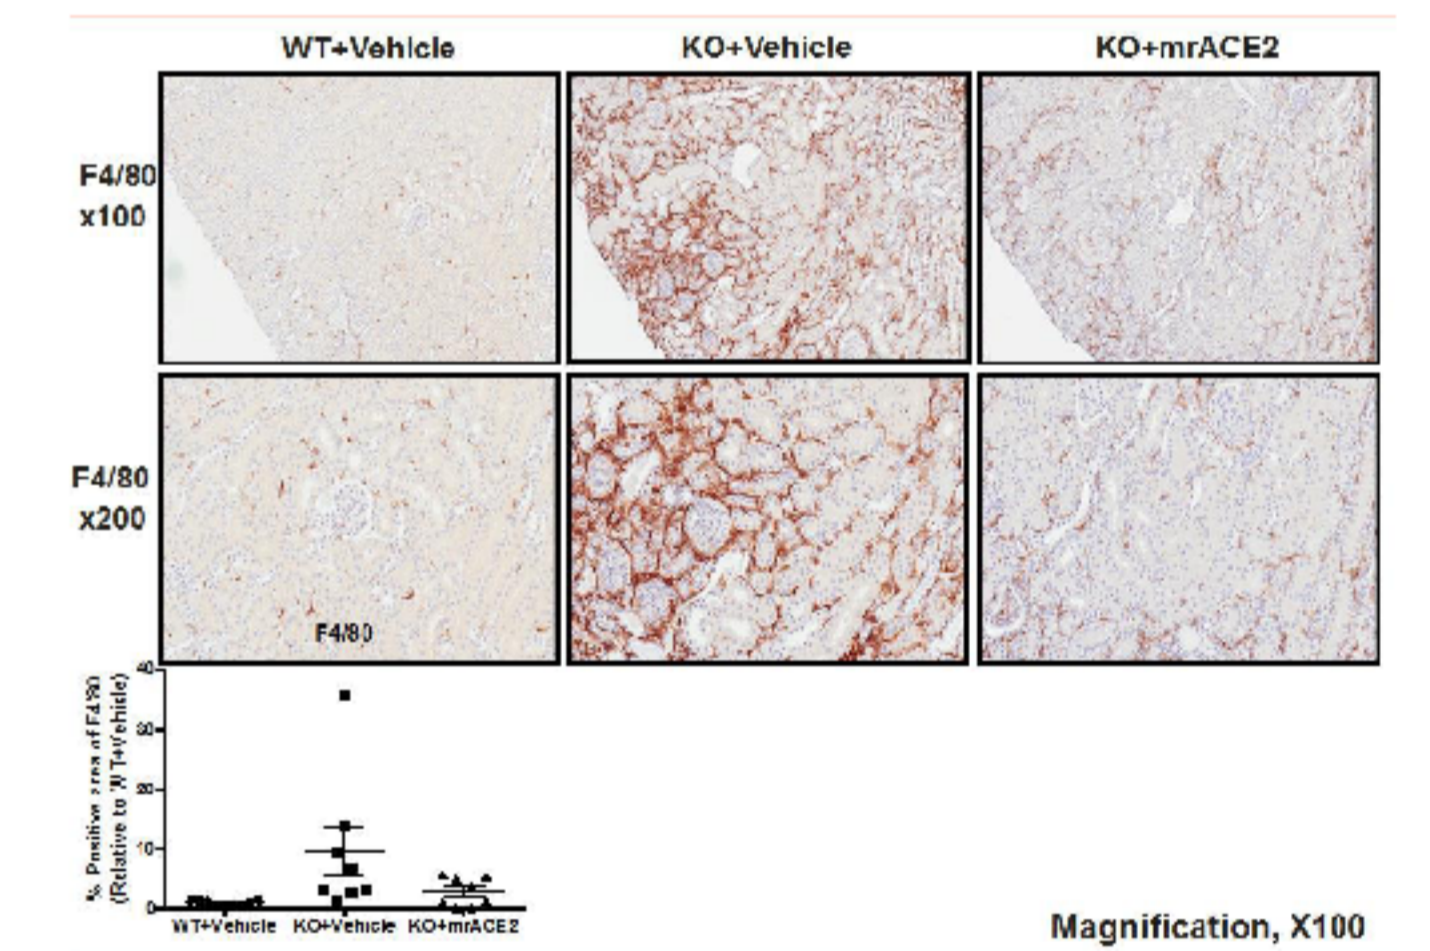 WT+Vehicle KO+Vehicle KO+mrACE2
F4/80
x100
F4/80
x200
F4/80
% Positive area of F4/80
(Relative to WT+Vehicle)
40
30
20
10
0
WT+Vehicle KO+Vehicle KO+mrACE2
Magnification, X100